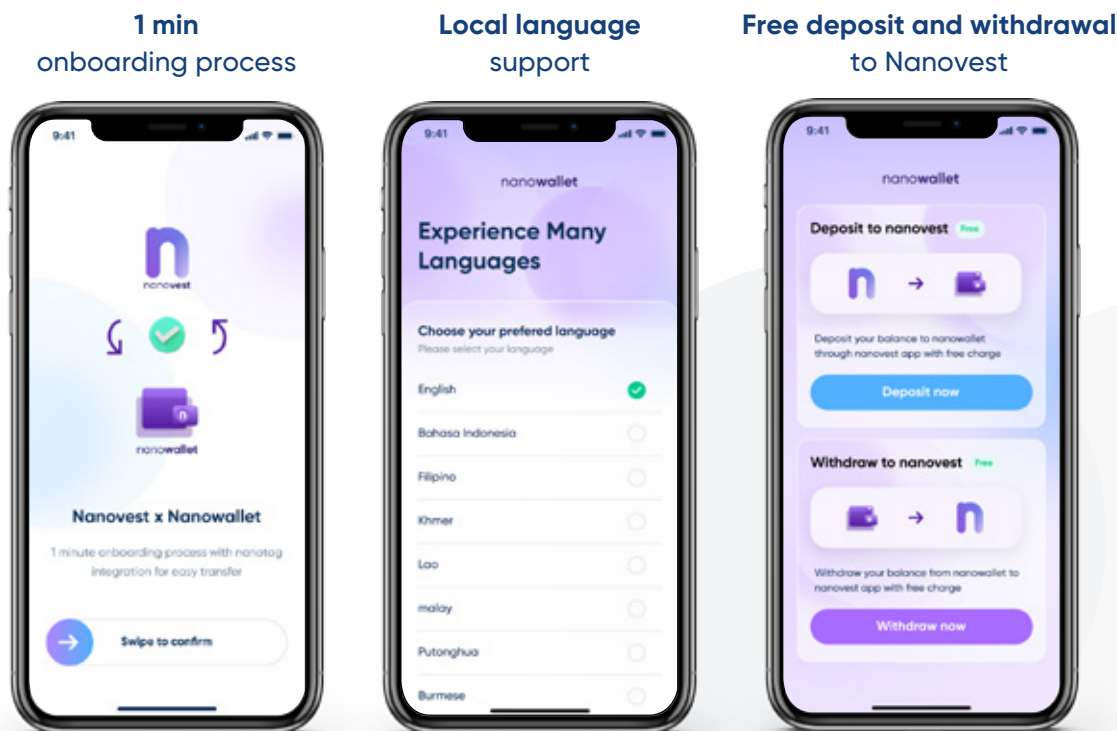 1 min
onboarding process
9:41
nanovest
nanowallet
Nanovest x Nanowallet
1 minute onboarding process with nanotag
integration for easy transfer
Swipe to confirm
Local language
support
9:41
nanowallet
Experience Many
Languages
Choose your prefered language
Please select your language
English
Bahasa Indonesia
Filipino
Khmer
Lao
malay
Putonghua
Burmese
Free deposit and withdrawal
to Nanovest
9:41
nanowallet
Deposit to nanovest Free
Deposit your balance to nanowallet
through nanovest app with free charge
Deposit now
Withdraw to nanovest Free
Withdraw your balance from nanowallet to
nanovest app with free charge
Withdraw now